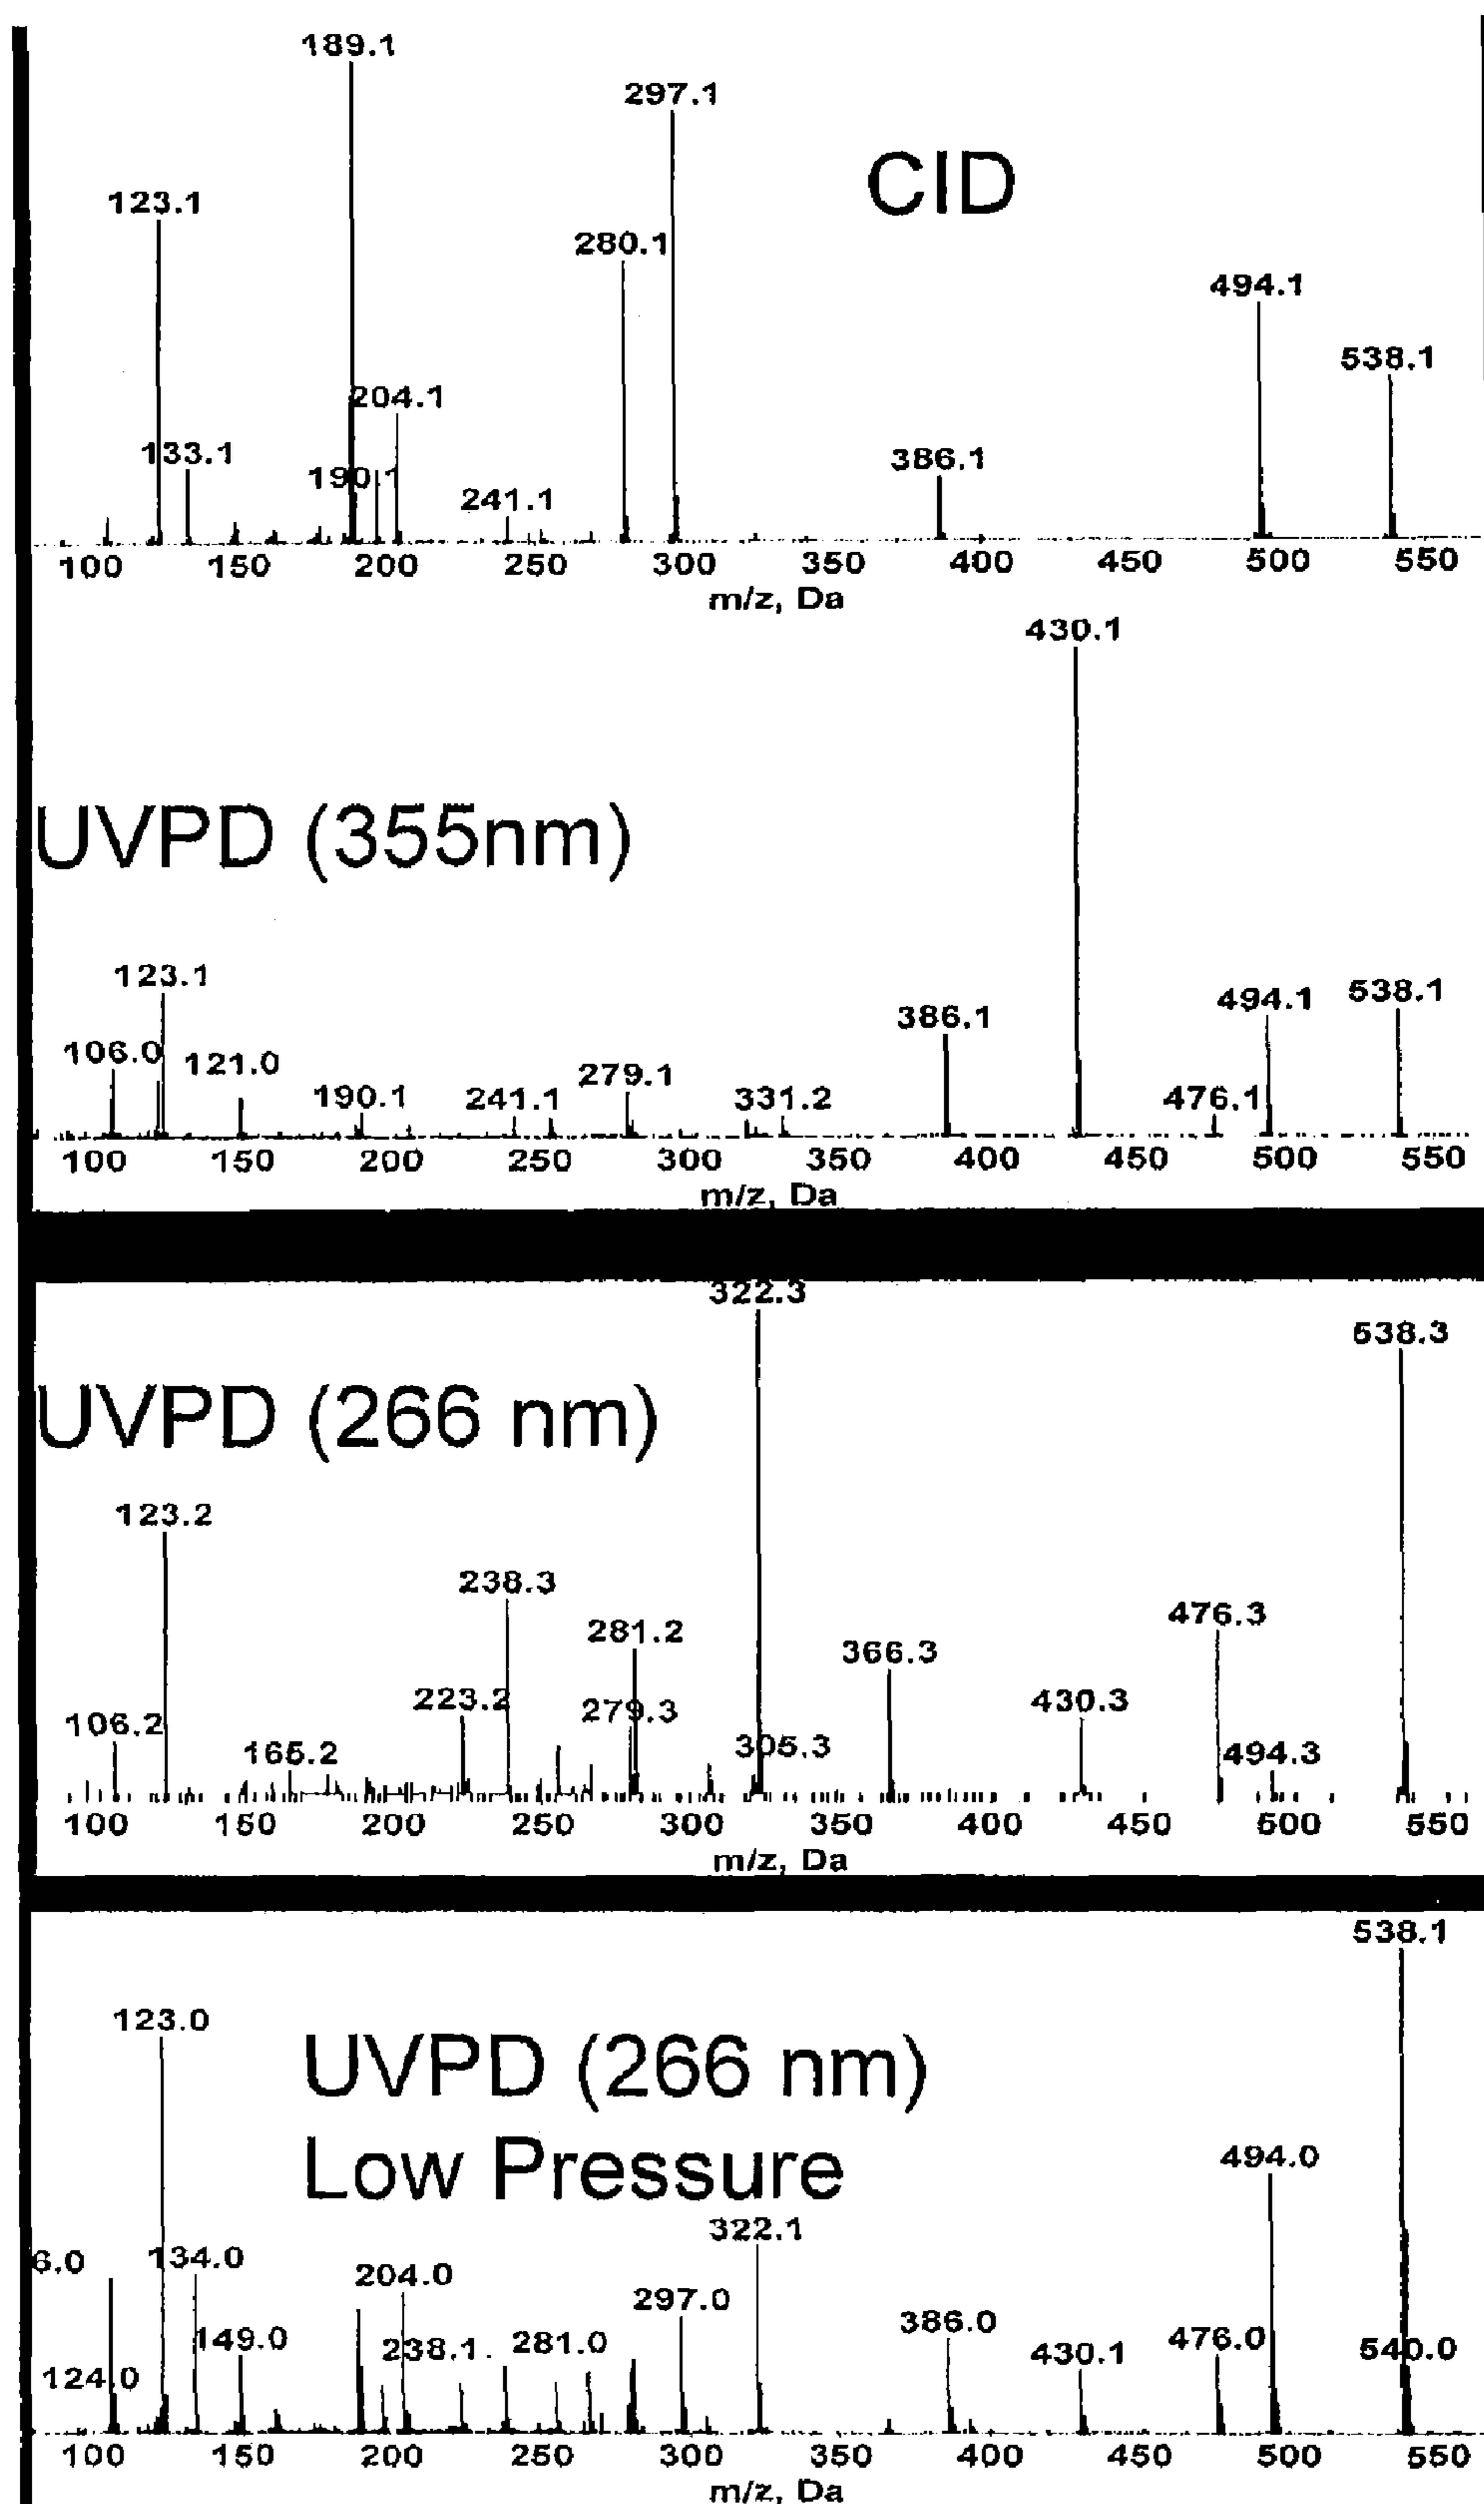 189.1
297.1
CID
123.1
280.1
494.1
538.1
204.1
133.1
386.1
190.1
241.1
100 150 200 250 300 350 400 450 500 550
m/z, Da
430.1
UVPD (355nm)
123.1
494.1 538.1
386.1
106.0 121.0
279.1
190.1 241.1 331.2 476.1
100 150 200 250 300 350 400 450 500 550
m/z, Da
322.3
538.3
UVPD (266 nm)
123.2
238.3
476.3
281.2
366.3
223.2 279.3 430.3
106.2
165.2 305.3 494.3
100 150 200 250 300 350 400 450 500 550
m/z, Da
538.1
123.0
UVPD (266 nm)
Low Pressure
494.0
322.1
6.0 134.0
204.0
297.0
386.0
149.0 238.1 281.0 430.1 476.0 540.0
124.0
100 150 200 250 300 350 400 450 500 550
m/z, Da